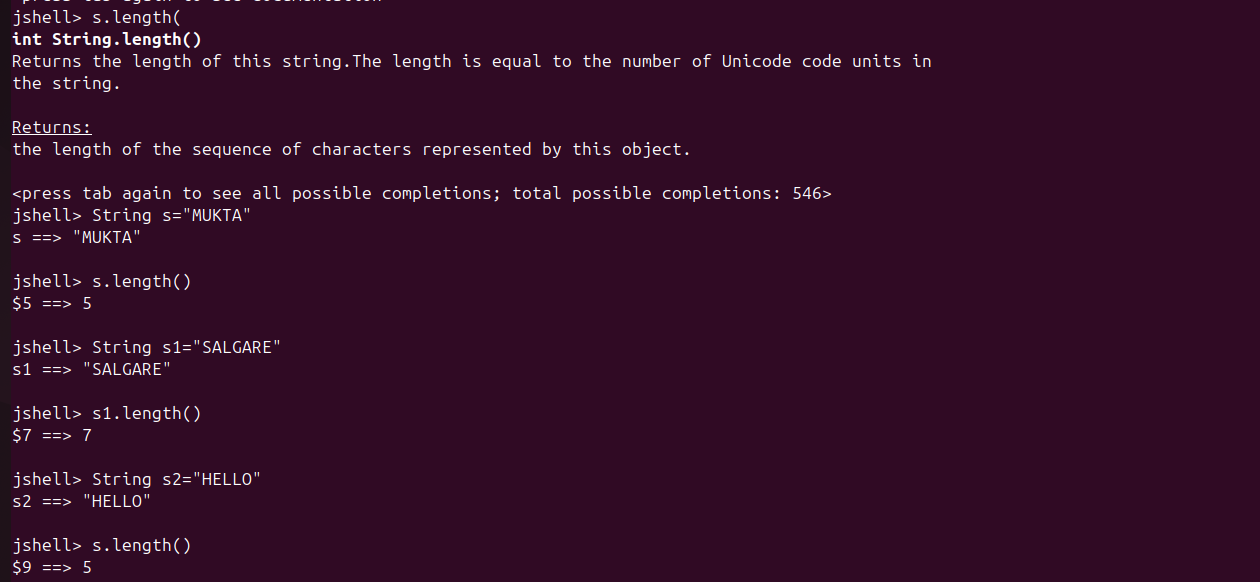 jshell> s.length(
int String.length()
Returns the length of this string.The length is equal to the number of Unicode code units in
the string.
Returns:
the length of the sequence of characters represented by this object.
<press tab again to see all possible completions; total possible completions: 546>
jshell> String s="MUKTA"
s ==> "MUKTA"
jshell> s.length()
$5 ==> 5
jshell> String s1="SALGARE"
s1 ==> "SALGARE"
jshell> s1.length()
$7 ==> 7
jshell> String s2="HELLO"
s2 ==> "HELLO"
jshell> s.length()
$9 ==> 5